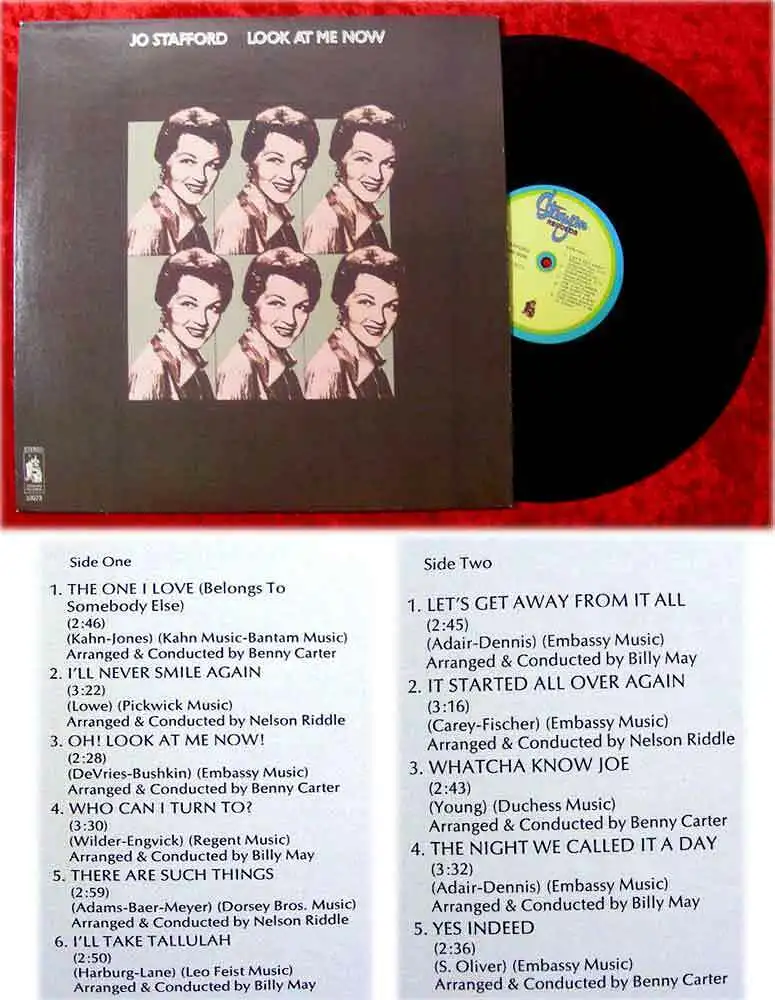 JO STAFFORD LOOK AT ME NOW
STEREO
RECORDS
Side One
1. THE ONE I LOVE (Belongs To
Somebody Else)
(2:46)
(Kahn-Jones) (Kahn Music-Bantam Music)
Arranged & Conducted by Benny Carter
2. I'LL NEVER SMILE AGAIN
(3:22)
(Lowe) (Pickwick Music)
Arranged & Conducted by Nelson Riddle
3. OH! LOOK AT ME NOW!
(2:28)
(DeVries-Bushkin) (Embassy Music)
Arranged & Conducted by Benny Carter
4. WHO CAN I TURN TO?
(3:30)
(Wilder-Engvick) (Regent Music)
Arranged & Conducted by Billy May
5. THERE ARE SUCH THINGS
(2:59)
(Adams-Baer-Meyer) (Dorsey Bros. Music)
Arranged & Conducted by Nelson Riddle
6. I'LL TAKE TALLULAH
(2:50)
(Harburg-Lane) (Leo Feist Music)
Arranged & Conducted by Billy May
Side Two
1. LET'S GET AWAY FROM IT ALL
(2:45)
(Adair-Dennis) (Embassy Music)
Arranged & Conducted by Billy May
2. IT STARTED ALL OVER AGAIN
(3:16)
(Carey-Fischer) (Embassy Music)
Arranged & Conducted by Nelson Riddle
3. WHATCHA KNOW JOE
(2:43)
(Young) (Duchess Music)
Arranged & Conducted by Benny Carter
4. THE NIGHT WE CALLED IT A DAY
(3:32)
(Adair-Dennis) (Embassy Music)
Arranged & Conducted by Billy May
5. YES INDEED
(2:36)
(S. Oliver) (Embassy Music)
Arranged & Conducted by Benny Carter